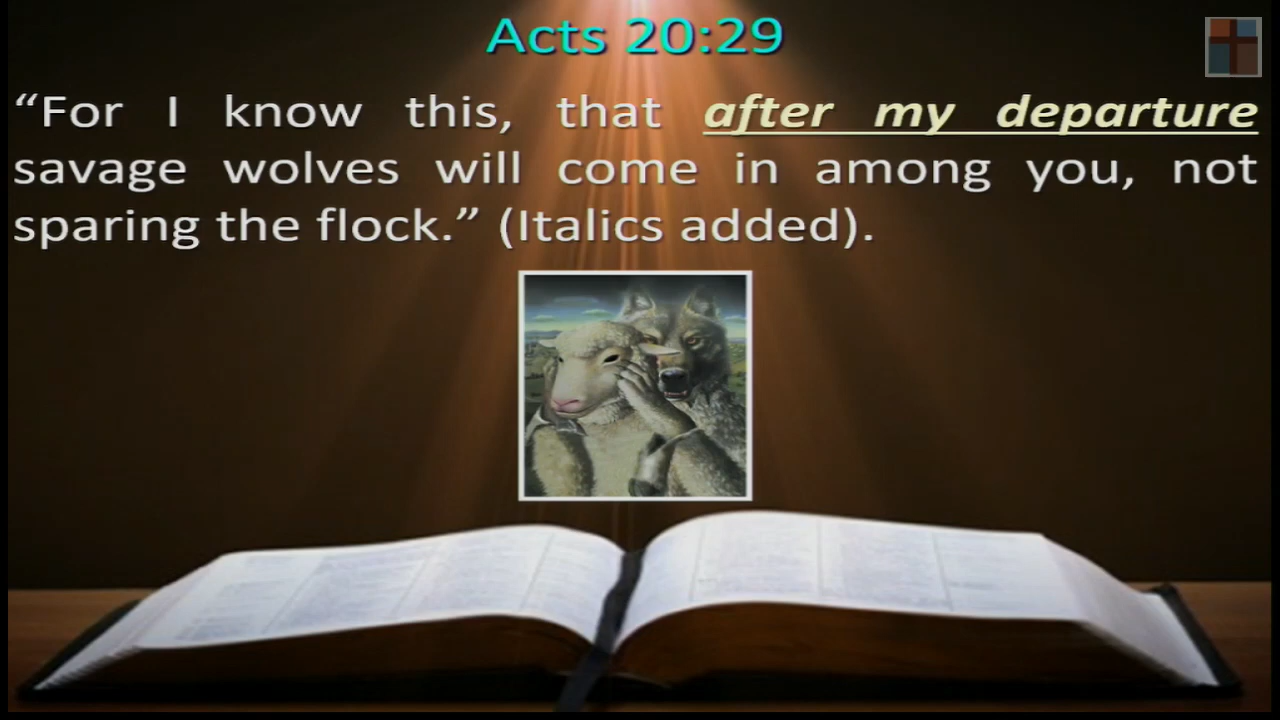 Acts 20:29
“For I know this, that after my departure
savage wolves will come in among you, not
sparing the flock.” (Italics added).